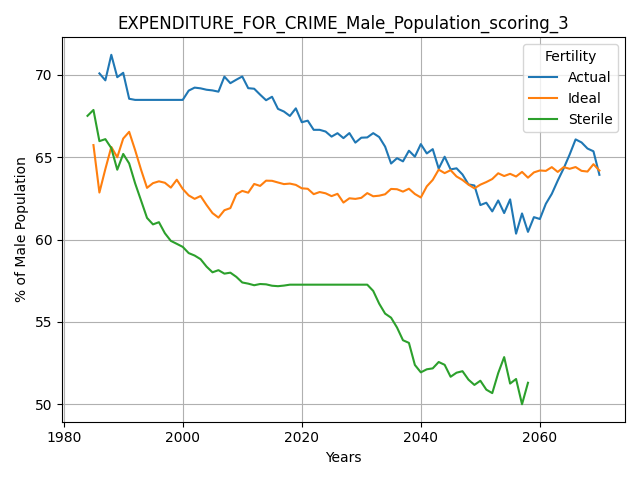 EXPENDITURE_FOR_CRIME_Male_Population_scoring_3
Fertility
Actual
Ideal
Sterile
% of Male Population
70
65
60
55
50
1980
2000
2020
2040
2060
Years